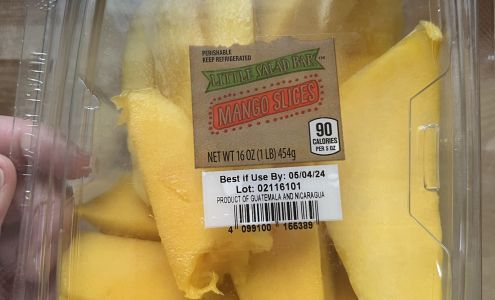 PERISHABLE
KEEP REFRIGERATED
LITTLE SALAD BAR™
MANGO SLICES
90
CALORIES
PER 5 OZ
NET WT 16 OZ (1 LB) 454g
Best if Use By: 05/04/24
Lot: 02116101
PRODUCT OF GUATEMALA AND NICARAGUA
4 099100 166389